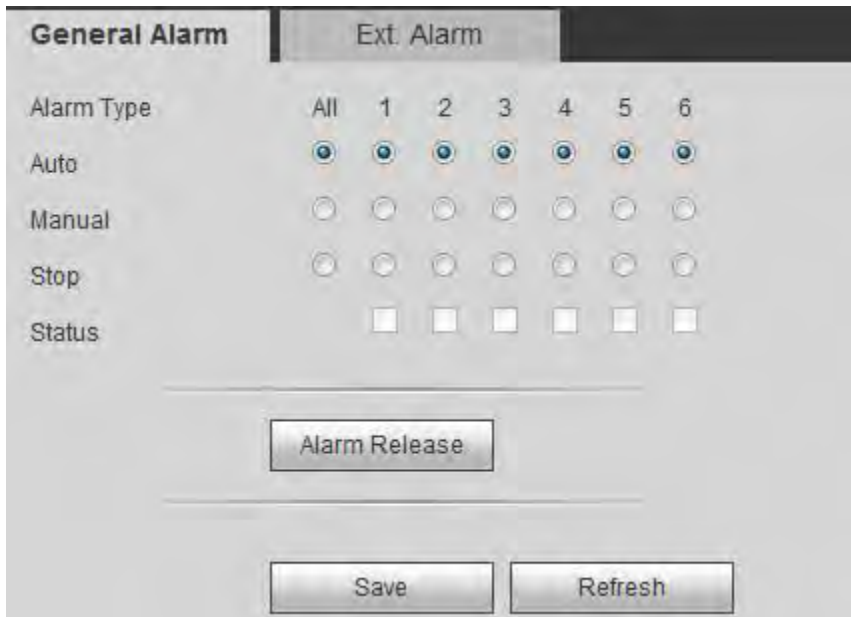 General Alarm Ext. Alarm
Alarm Type All 1 2 3 4 5 6
Auto
Manual
Stop
Status
Alarm Release
Save Refresh